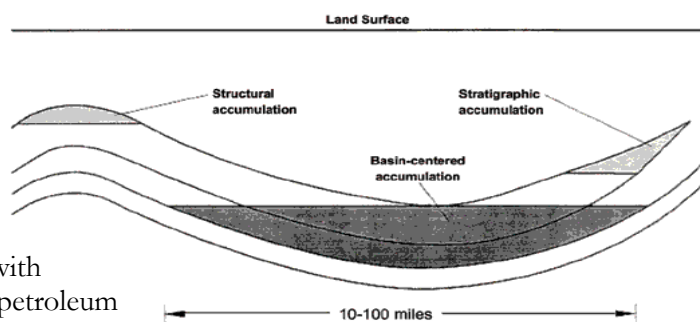 Land Surface
Structural
accumulation
Stratigraphic
accumulation
Basin-centered
accumulation
with
petroleum
10-100 miles